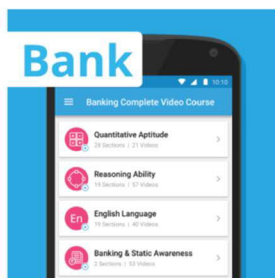 Bank
10:10
Banking Complete Video Course
Quantitative Aptitude
28 Sections | 21 Videos
Reasoning Ability
19 Sections | 57 Videos
En
English Language
19 Sections | 40 Videos
Banking & Static Awareness
2 Sections | 53 Videos